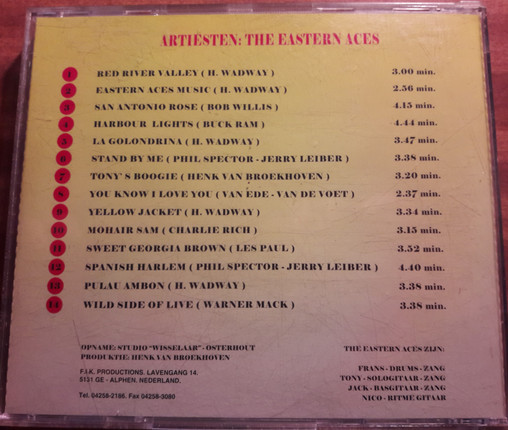 ARTIËSTEN: THE EASTERN ACES
1 RED RIVER VALLEY ( H. WADWAY ) 3.00 min.
2 EASTERN ACES MUSIC ( H. WADWAY ) 2.56 min.
3 SAN ANTONIO ROSE ( BOB WILLIS ) 4.15 min.
4 HARBOUR LIGHTS ( BUCK RAM ) 4.44 min.
5 LA GOLONDRINA ( H. WADWAY ) 3.47 min.
6 STAND BY ME ( PHIL SPECTOR - JERRY LEIBER ) 3.38 min.
7 TONY'S BOOGIE ( HENK VAN BROEKHOVEN ) 3.20 min.
8 YOU KNOW I LOVE YOU ( VAN EDE - VAN DE VOET ) 2.37 min.
9 YELLOW JACKET ( H. WADWAY ) 3.34 min.
10 MOHAIR SAM ( CHARLIE RICH ) 3.15 min.
11 SWEET GEORGIA BROWN ( LES PAUL ) 3.52 min.
12 SPANISH HARLEM ( PHIL SPECTOR - JERRY LEIBER ) 4.40 min.
13 PULAU AMBON ( H. WADWAY ) 3.38 min.
14 WILD SIDE OF LIVE ( WARNER MACK ) 3.38 min.
OPNAME: STUDIO "WISSELAAR" - OSTERHOUT
PRODUKTIE: HENK VAN BROEKHOVEN
F.I.K. PRODUCTIONS. LAVENGANG 14.
5131 GE - ALPHEN. NEDERLAND.
Tel. 04258-2186. Fax 04258-3080
THE EASTERN ACES ZIJN:
FRANS - DRUMS - ZANG
TONY - SOLOGITAAR - ZANG
JACK - BASGITAAR - ZANG
NICO - RITME GITAAR